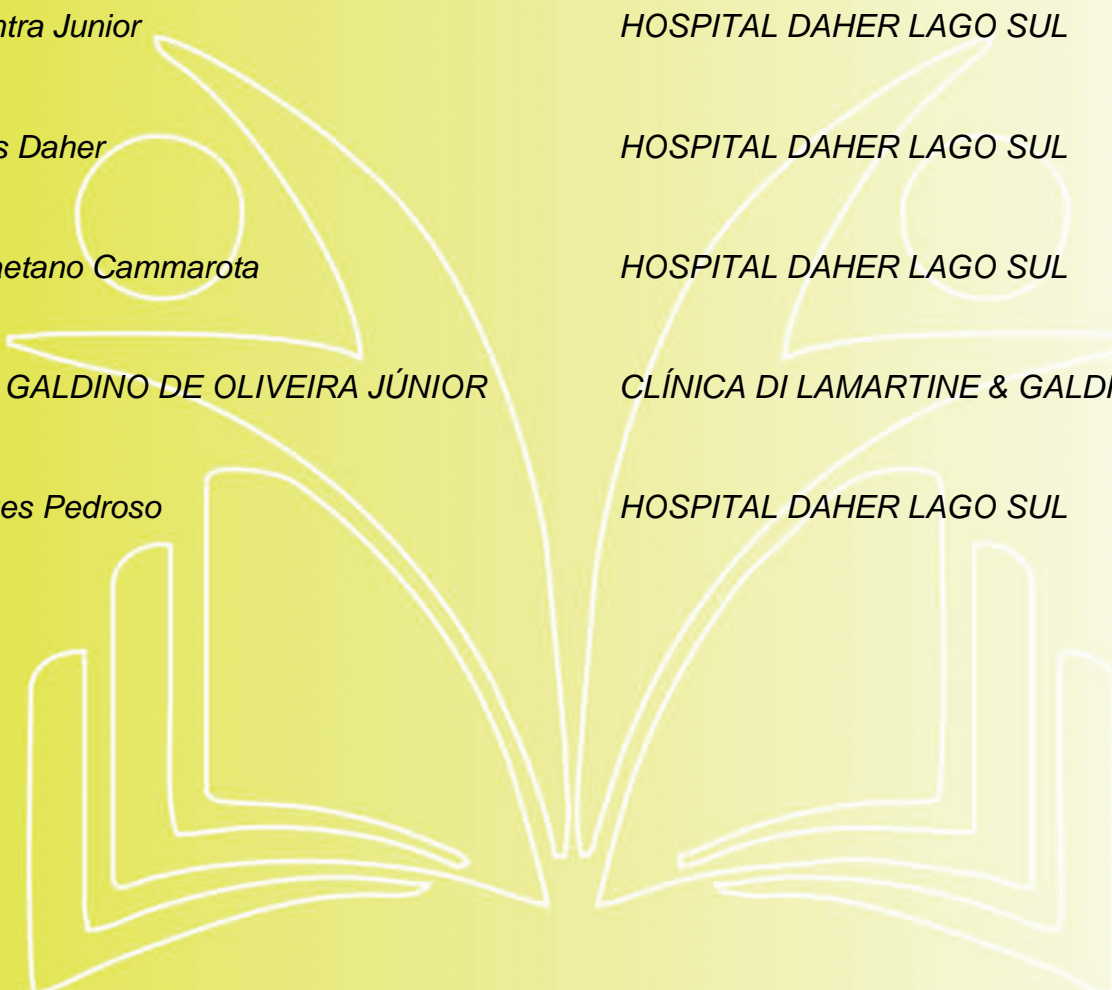 ntra Junior HOSPITAL DAHER LAGO SUL
s Daher HOSPITAL DAHER LAGO SUL
aetano Cammarota HOSPITAL DAHER LAGO SUL
GALDINO DE OLIVEIRA JÚNIOR CLÍNICA DI LAMARTINE & GALDI
es Pedroso HOSPITAL DAHER LAGO SUL